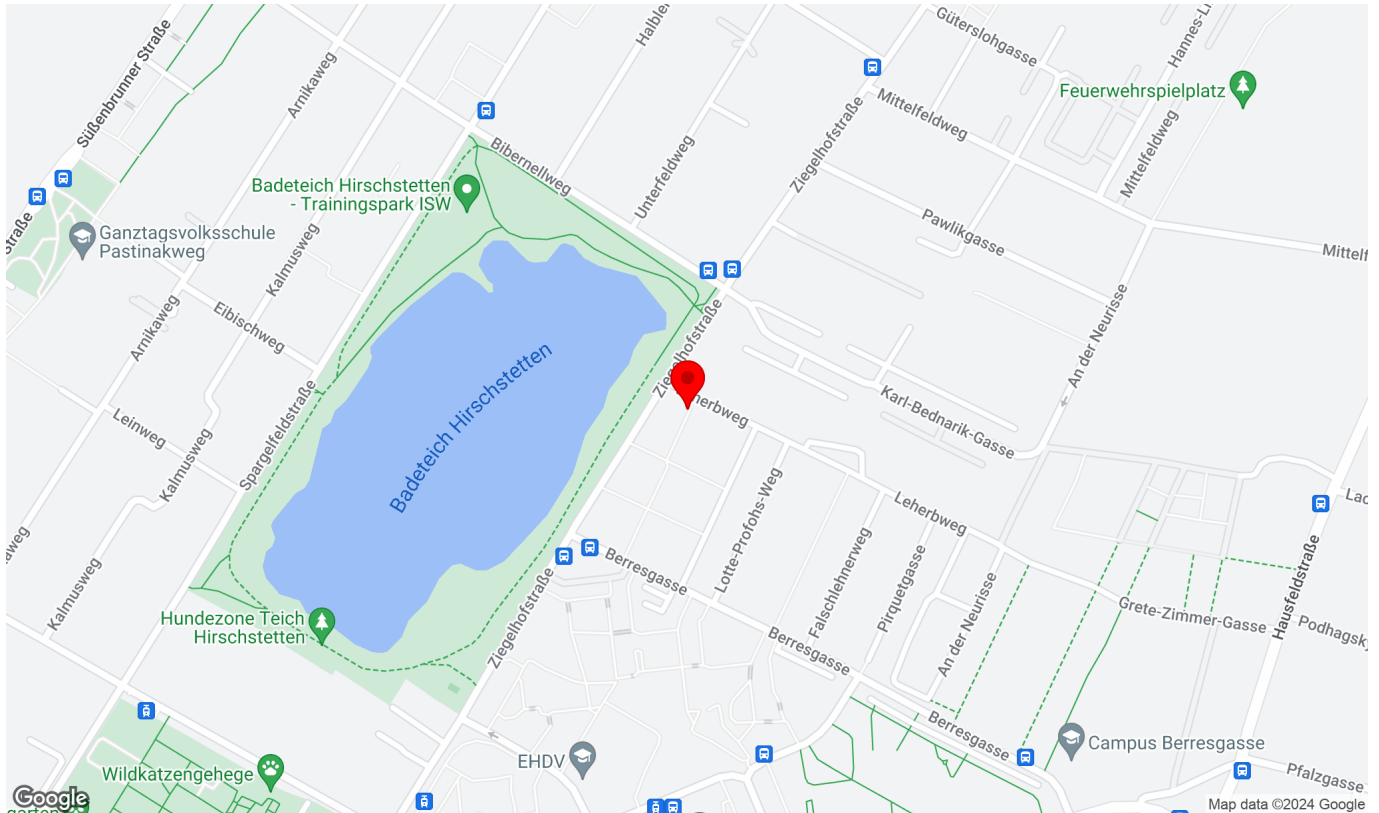 Süßenbrunner Straße
Arnikaweg
Güterslohgasse
Mittelfeldweg
Feuerwehrspielplatz
Ziegelhofstraße
Mittelfeldweg
Bibernellweg
Unterfeldweg
Badeteich Hirschstetten
- Trainingspark ISW
Straße
Ganztagsvolksschule
Pastinakweg
Kalmusweg
Pawlikgasse
Arnikaweg
Eibischweg
Ziegelhofstraße
An der Neurisse
Badeteich Hirschstetten
Spargelfeldstraße
Karl-Bednarik-Gasse
Leinweg
Kalmusweg
Leherbweg
Lotte-Profohs-Weg
Falschlehnerweg
Pirquetgasse
An der Neurisse
Berresgasse
Kalmusweg
Ziegelhofstraße
Hundezone Teich
Hirschstetten
Grete-Zimmer-Gasse
Hausfeldstraße
Berresgasse
Berresgasse
EHDV
Campus Berresgasse
Wildkatzengehege
Pfalzgasse
Google
Map data ©2024 Google